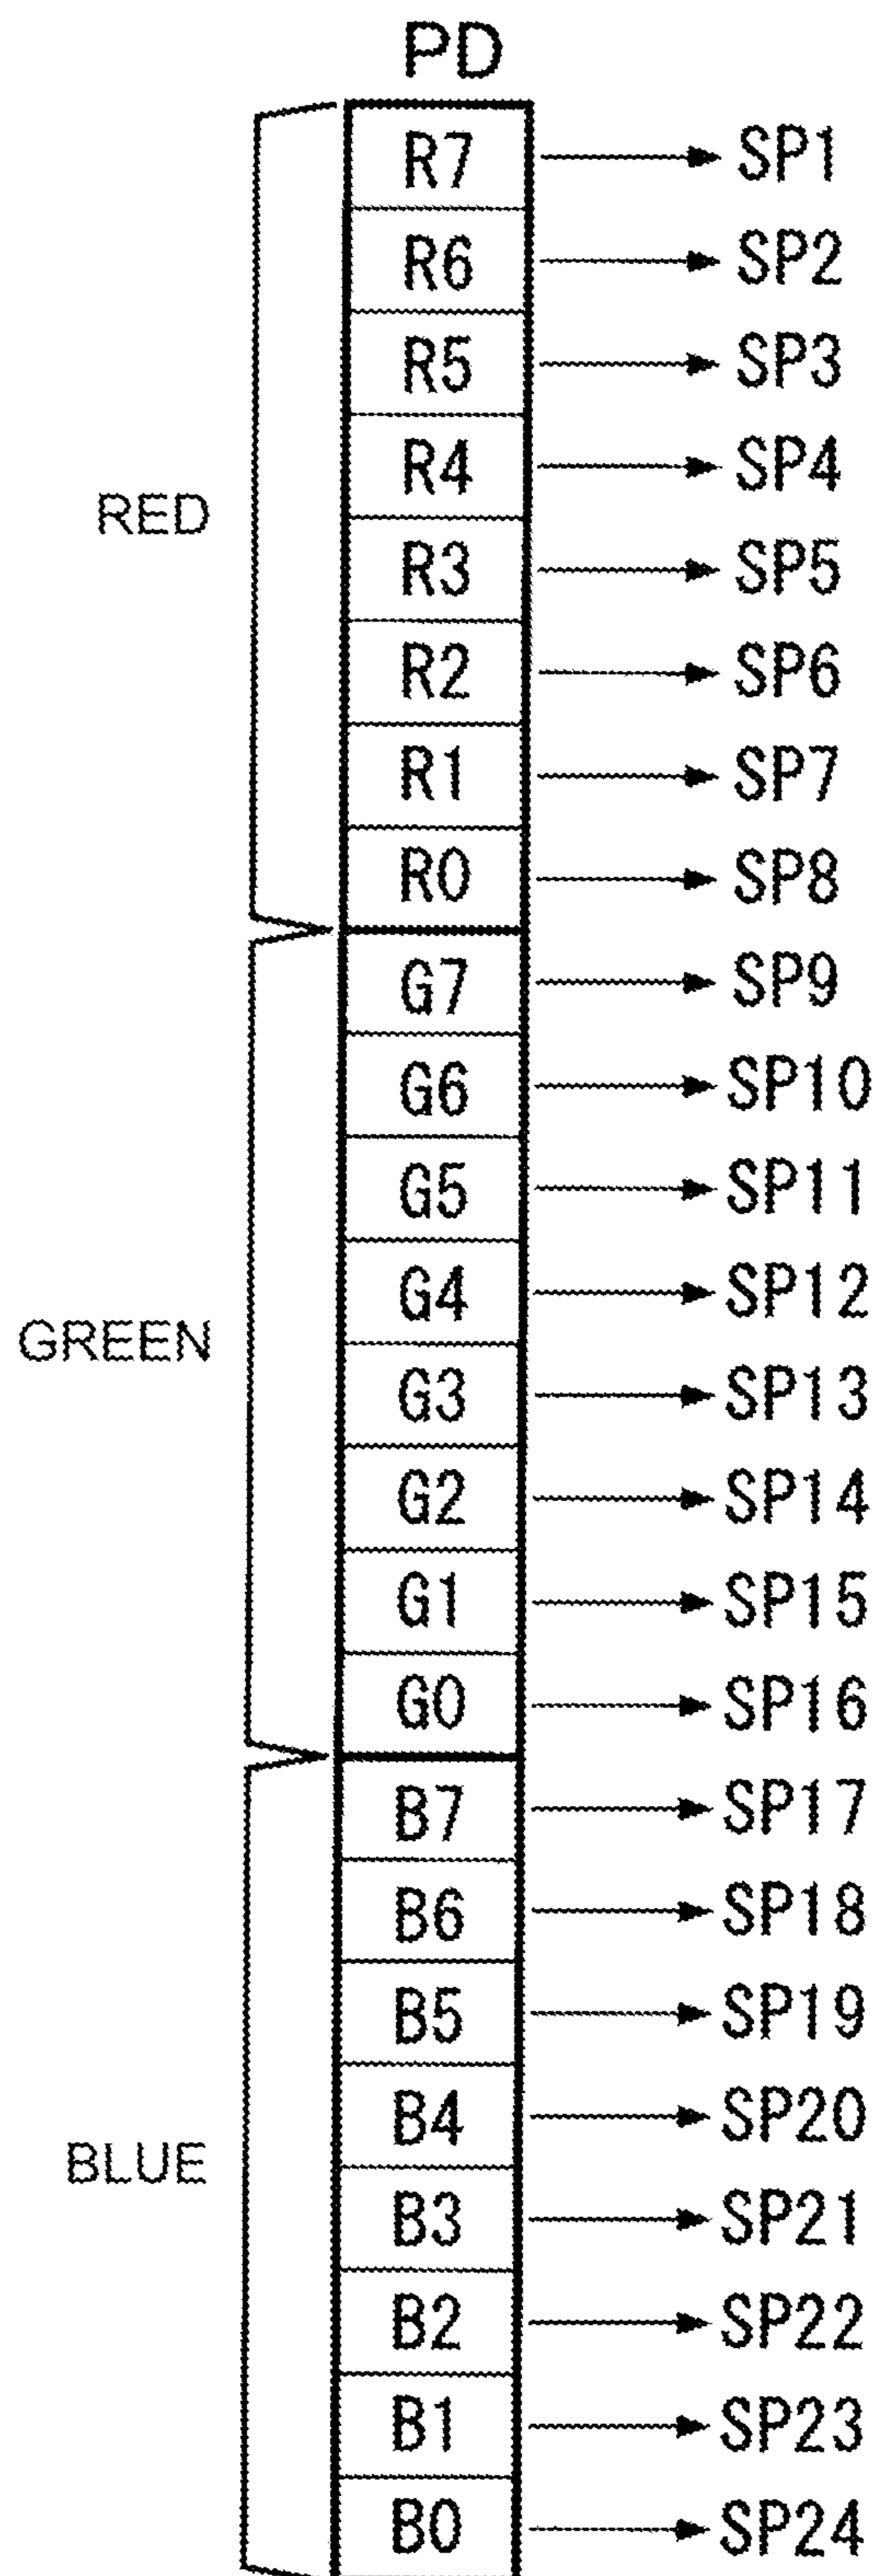 PD
R7 SP1
R6 SP2
R5 SP3
R4 SP4
RED
R3 SP5
R2 SP6
R1 SP7
R0 SP8
G7 SP9
G6 SP10
G5 SP11
G4 SP12
GREEN
G3 SP13
G2 SP14
G1 SP15
G0 SP16
B7 SP17
B6 SP18
B5 SP19
B4 SP20
BLUE
B3 SP21
B2 SP22
B1 SP23
B0 SP24